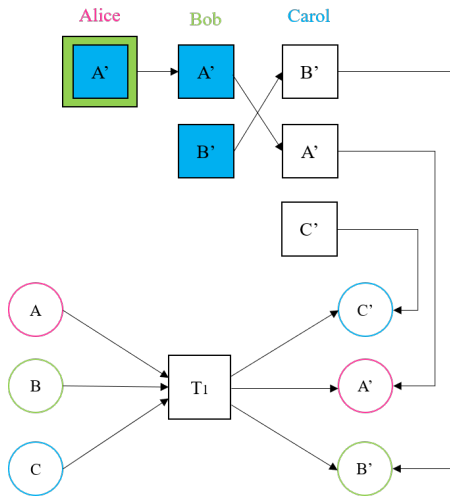 Alice Bob Carol
A' A' B'
B' A'
C'
A C'
B T1 A'
C B'